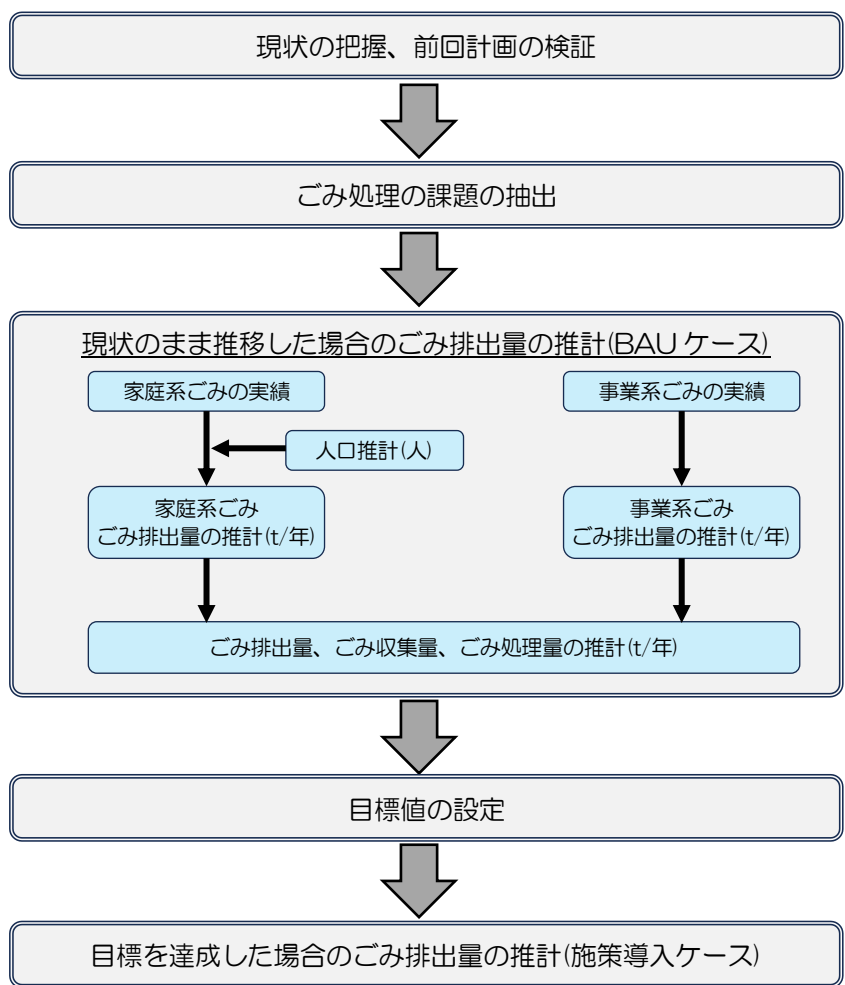 現状の把握、前回計画の検証
ごみ処理の課題の抽出
現状のまま推移した場合のごみ排出量の推計(BAUケース)
家庭系ごみの実績
事業系ごみの実績
人口推計(人)
家庭系ごみ
ごみ排出量の推計(t/年)
事業系ごみ
ごみ排出量の推計(t/年)
ごみ排出量、ごみ収集量、ごみ処理量の推計(t/年)
目標値の設定
目標を達成した場合のごみ排出量の推計(施策導入ケース)